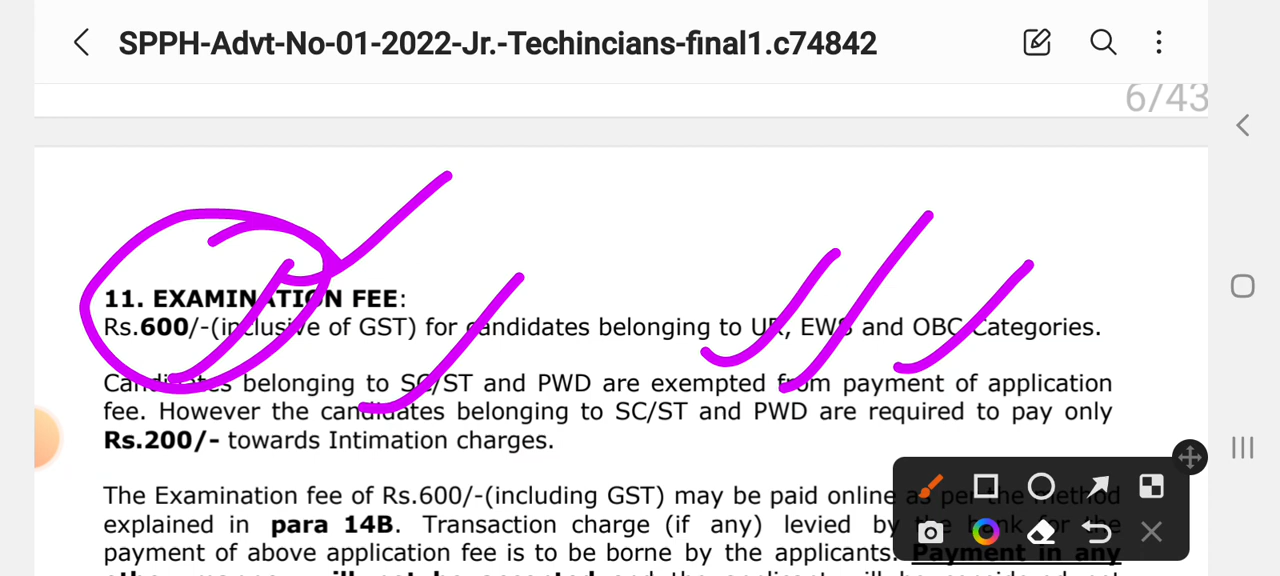 SPPH-Advt-No-01-2022-Jr.-Techincians-final1.c74842
6/43
11. EXAMINATION FEE:
Rs.600/-(inclusive of GST) for candidates belonging to UR, EWS and OBC Categories.
Candidates belonging to SC/ST and PWD are exempted from payment of application
fee. However the candidates belonging to SC/ST and PWD are required to pay only
Rs.200/- towards Intimation charges.
The Examination fee of Rs.600/-(including GST) may be paid online as per the method
explained in para 14B. Transaction charge (if any) levied by the bank for the
payment of above application fee is to be borne by the applicants. Payment in any